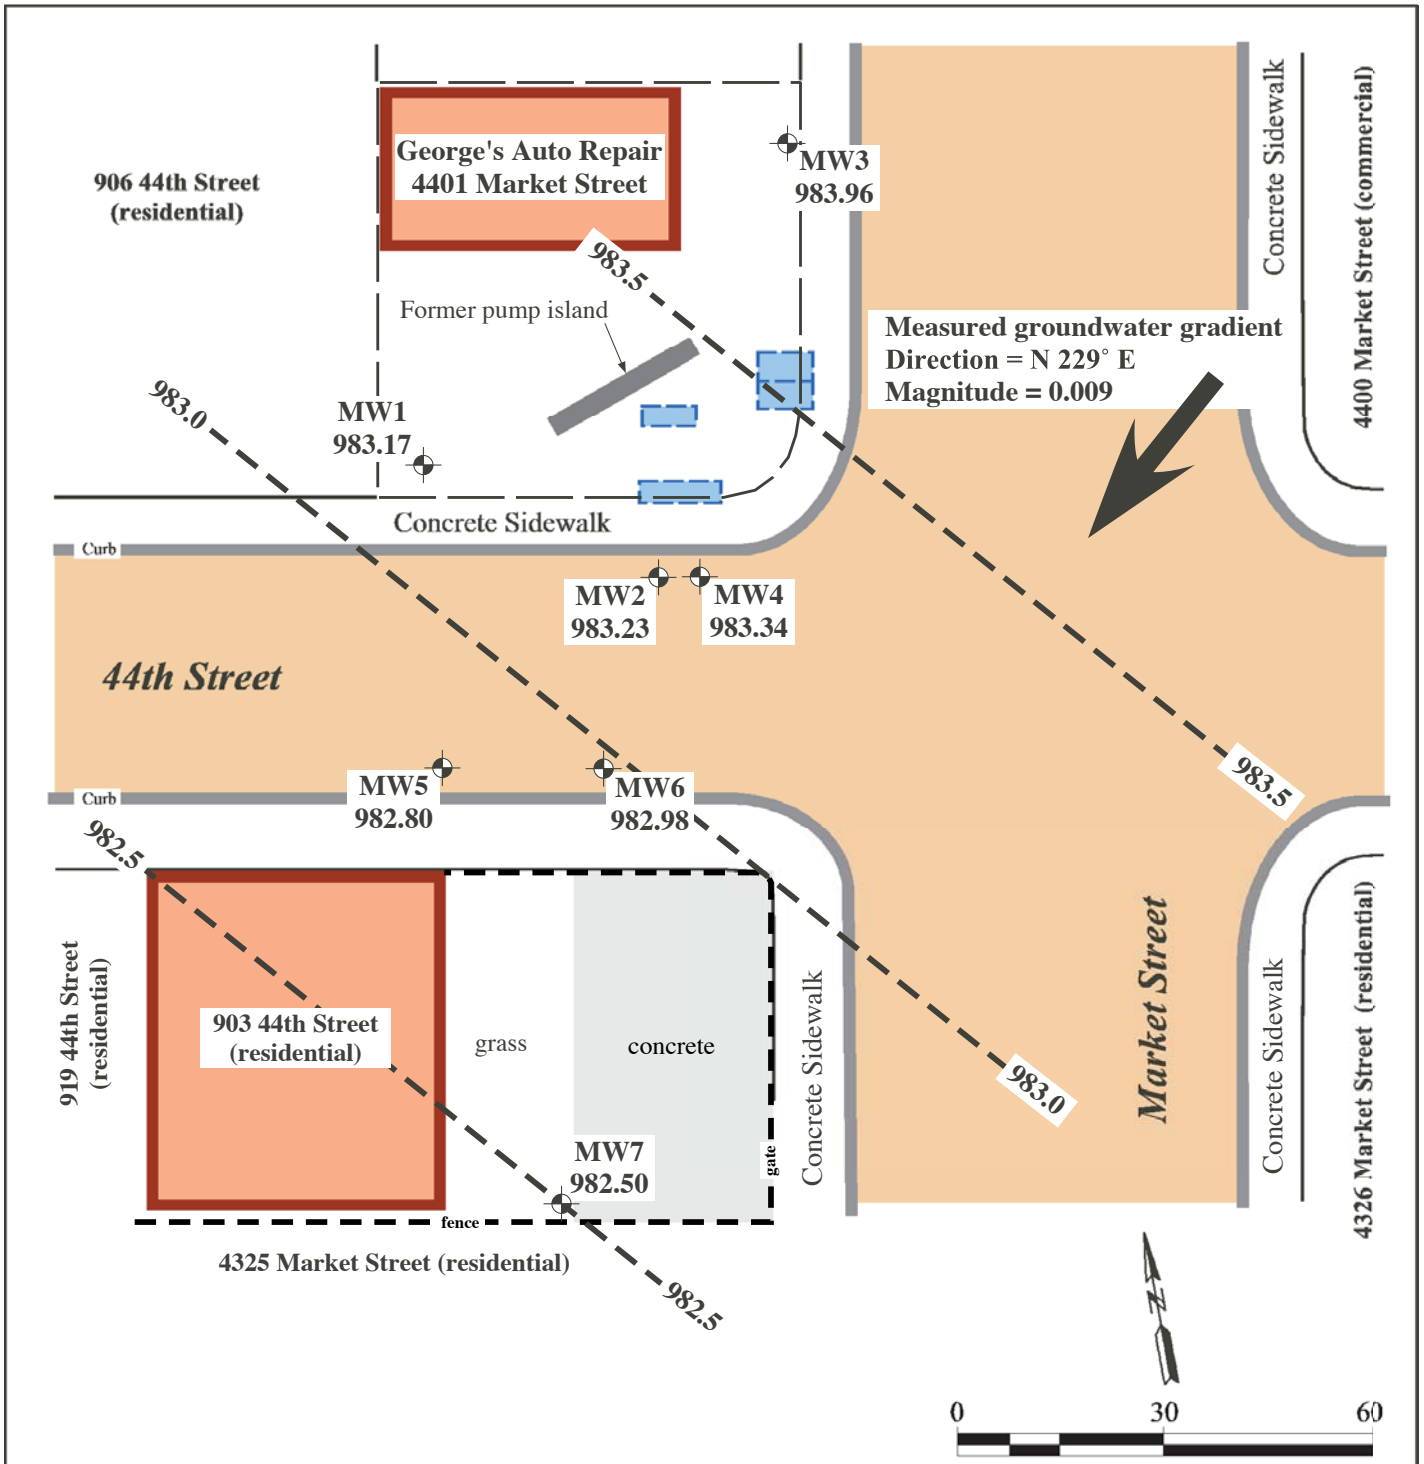 George's Auto Repair
4401 Market Street
906 44th Street
(residential)
MW3
983.96
Concrete Sidewalk
4400 Market Street (commercial)
983.5
Former pump island
Measured groundwater gradient
Direction = N 229° E
Magnitude = 0.009
983.0
MW1
983.17
Concrete Sidewalk
Curb
MW2
983.23
MW4
983.34
44th Street
MW5
982.80
MW6
982.98
983.5
Curb
982.5
919 44th Street
(residential)
903 44th Street
(residential)
grass
concrete
Concrete Sidewalk
Market Street
Concrete Sidewalk
4326 Market Street (residential)
983.0
MW7
982.50
gate
fence
4325 Market Street (residential)
982.5
N
0 30 60